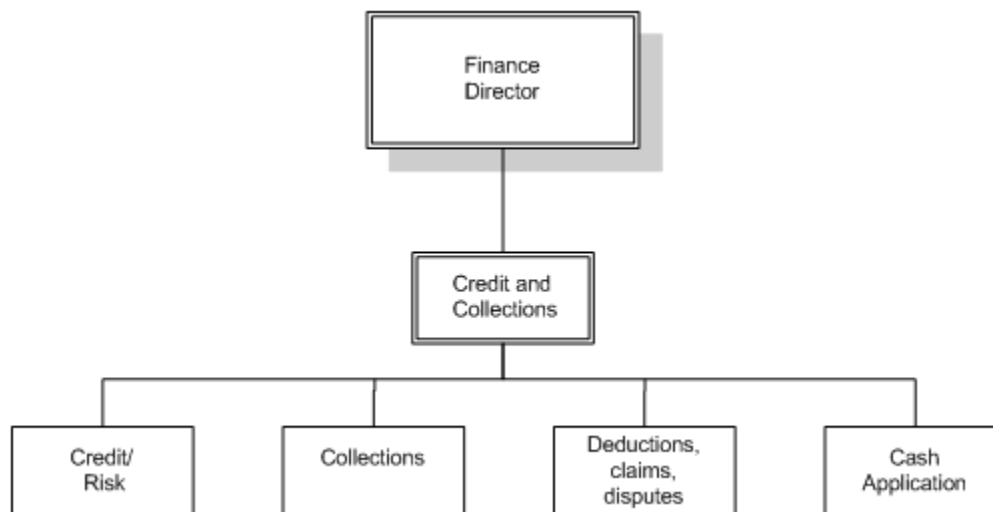 Finance
Director
Credit and
Collections
Credit/
Risk
Collections
Deductions,
claims,
disputes
Cash
Application